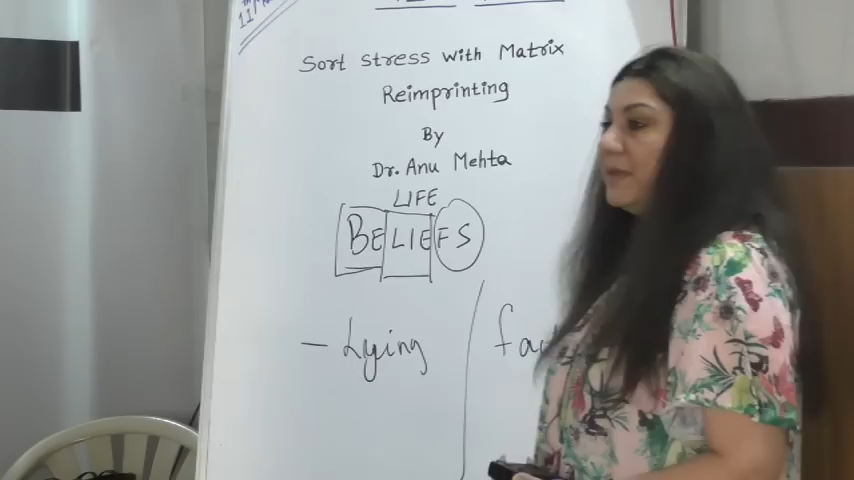 Sort stress with Matrix
Reimprinting
By
Dr. Anu Mehta
LIFE
BELIEFS
– Lying